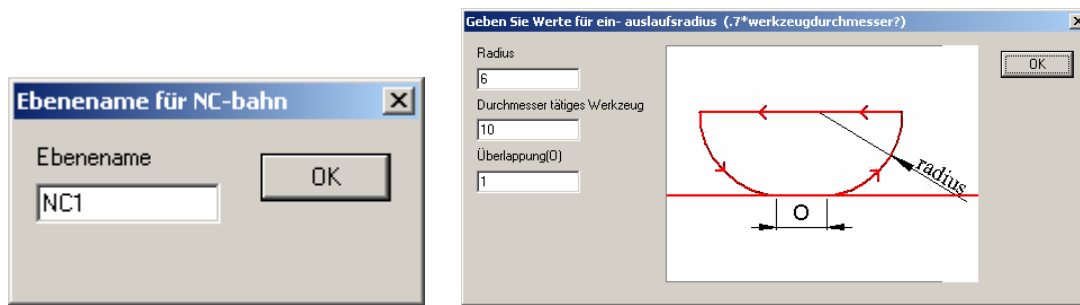 Ebenename für NC-bahn
Ebenename
NC1
OK
Geben Sie Werte für ein- auslaufsradius (.7*werkzeugdurchmesser?)
Radius
6
Durchmesser tätiges Werkzeug
10
Überlappung(O)
1
radius
O
OK